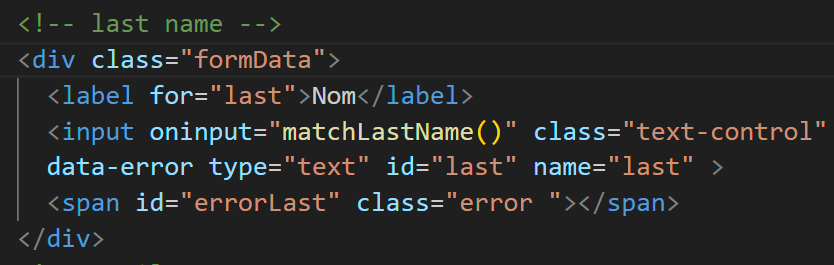 <!-- last name -->
<div class="formData">
<label for="last">Nom</label>
<input oninput="matchLastName()" class="text-control"
data-error type="text" id="last" name="last" >
<span id="errorLast" class="error "></span>
</div>